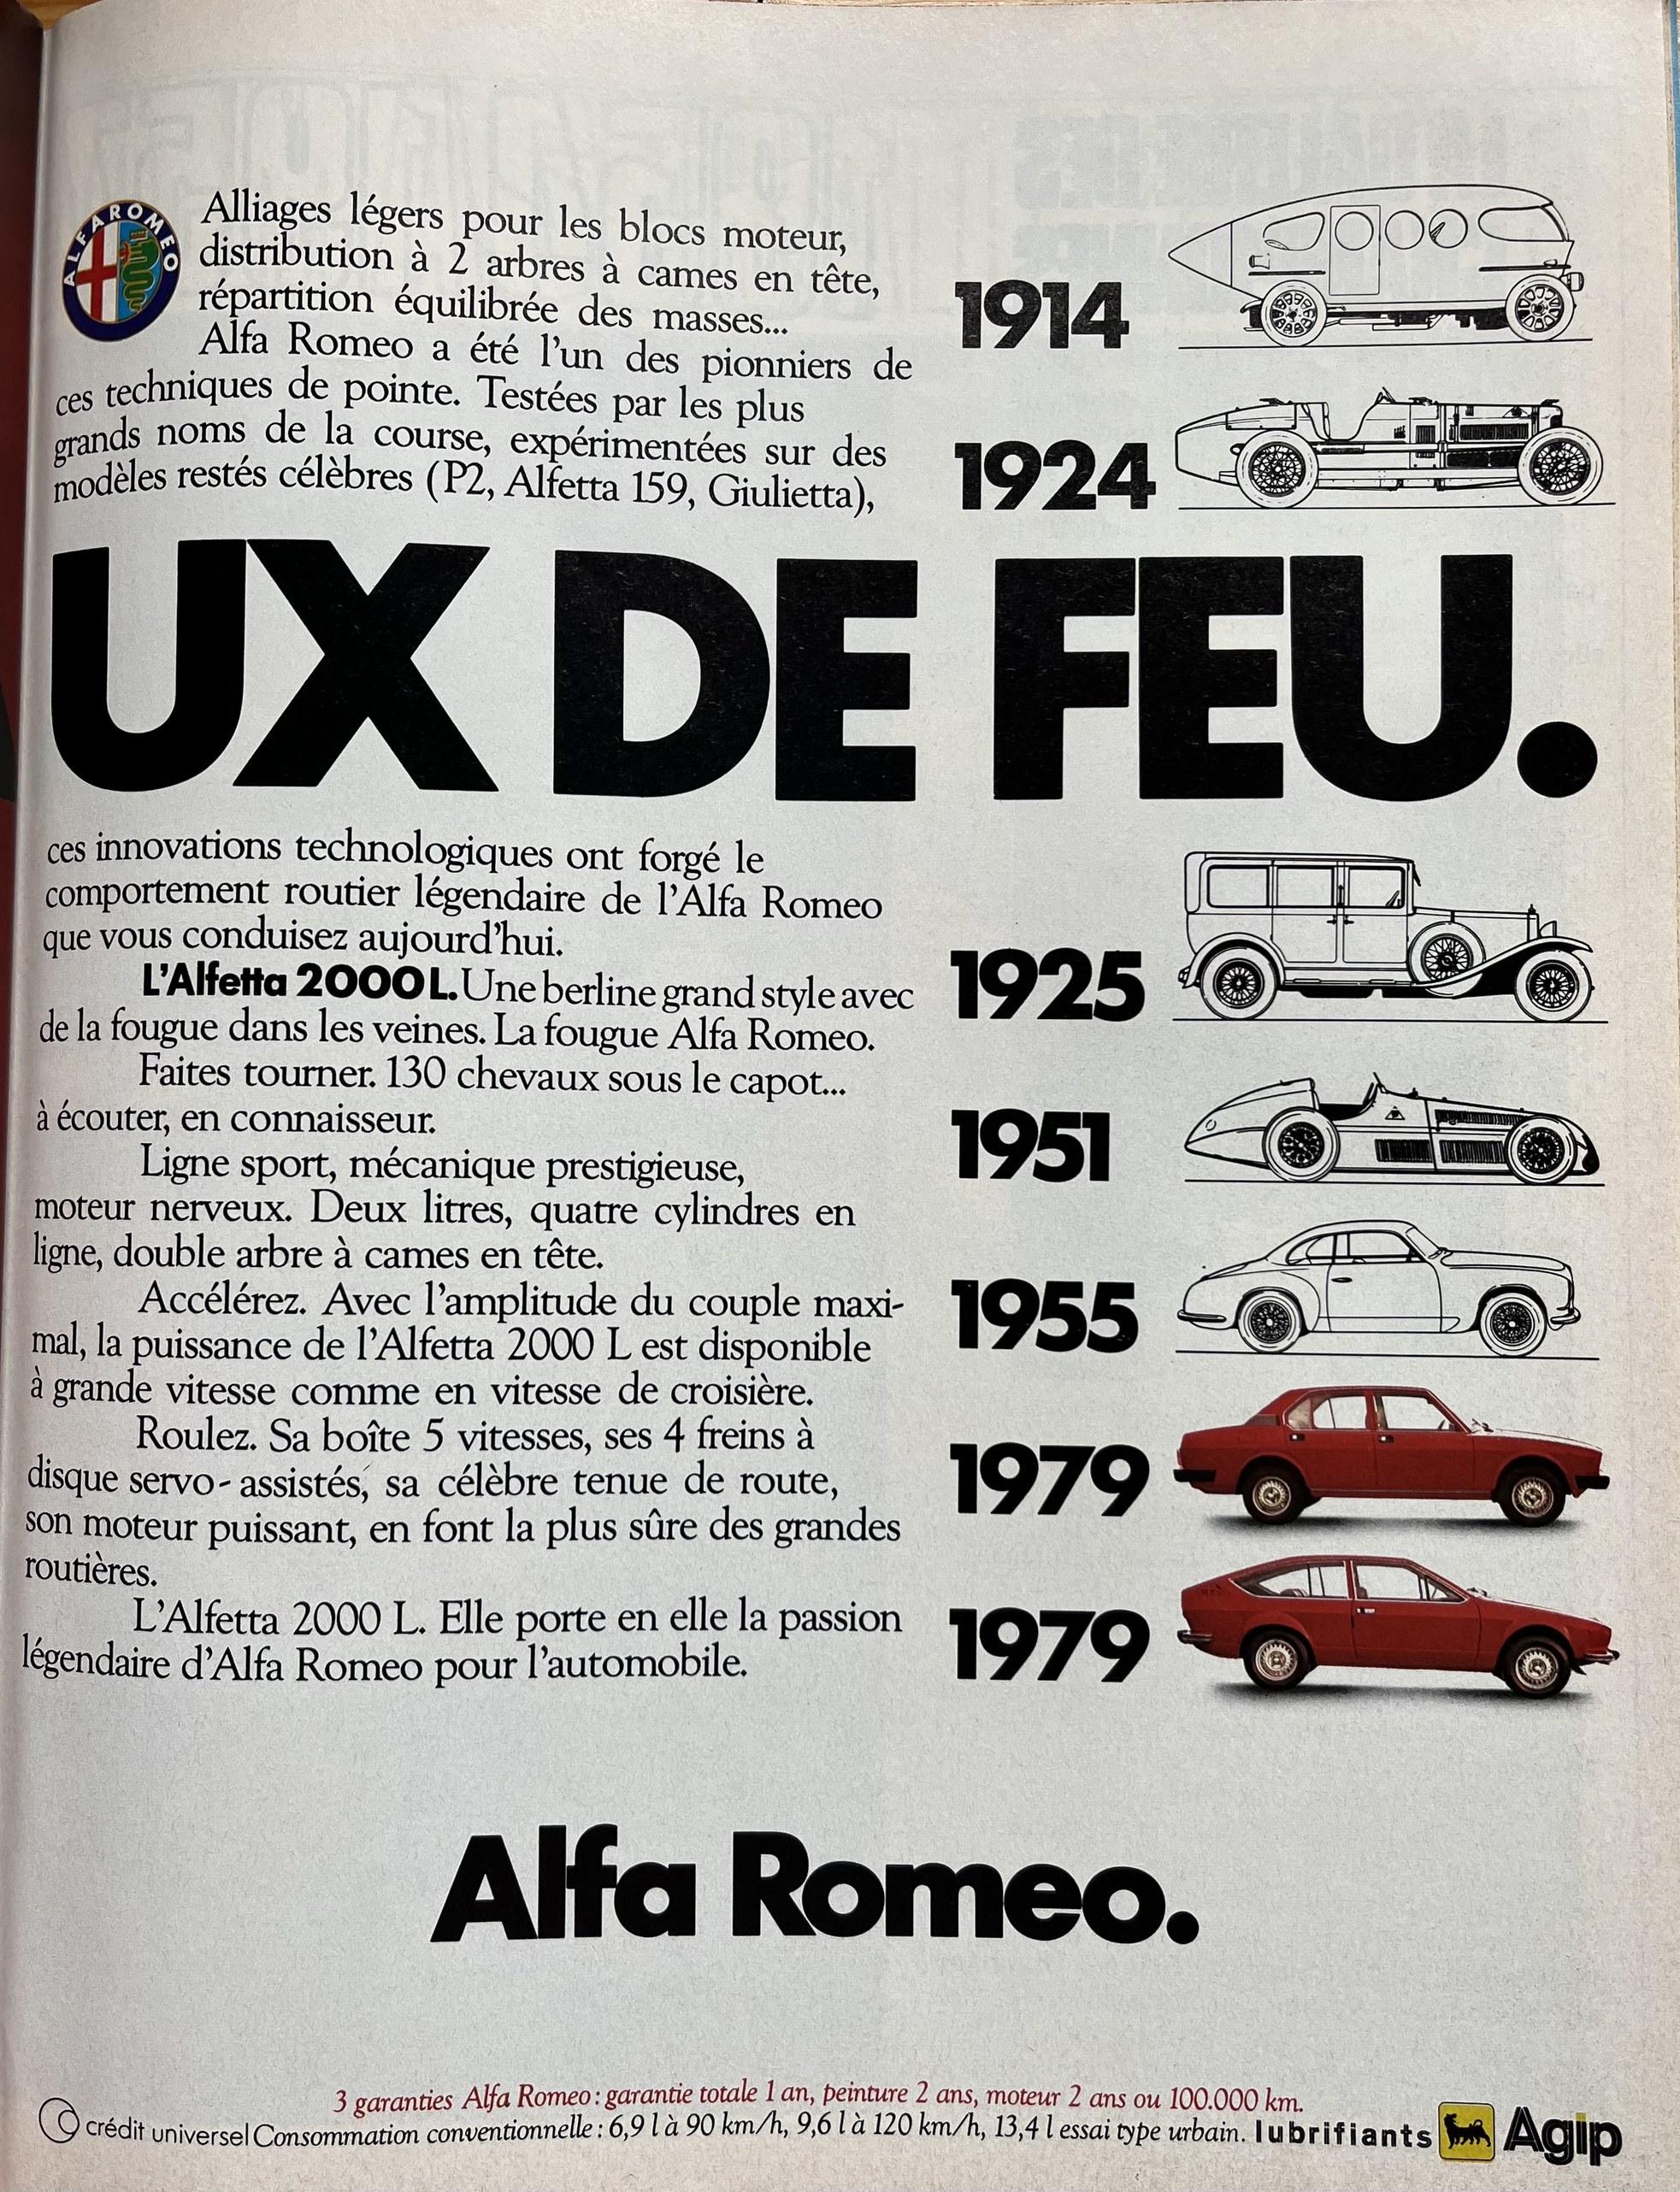 ALFAROMEO
Alliages légers pour les blocs moteur,
distribution à 2 arbres à cames en tête,
répartition équilibrée des masses...
Alfa Romeo a été l'un des pionniers de
ces techniques de pointe. Testées par les plus
grands noms de la course, expérimentées sur des
modèles restés célèbres (P2, Alfetta 159, Giulietta),
1914
1924
UX DE FEU.
ces innovations technologiques ont forgé le
comportement routier légendaire de l'Alfa Romeo
que vous conduisez aujourd'hui.
L'Alfetta 2000 L. Une berline grand style avec
de la fougue dans les veines. La fougue Alfa Romeo.
Faites tourner. 130 chevaux sous le capot...
à écouter, en connaisseur.
Ligne sport, mécanique prestigieuse,
moteur nerveux. Deux litres, quatre cylindres en
ligne, double arbre à cames en tête.
Accélérez. Avec l'amplitude du couple maxi-
mal, la puissance de l'Alfetta 2000 L est disponible
à grande vitesse comme en vitesse de croisière.
Roulez. Sa boîte 5 vitesses, ses 4 freins à
disque servo-assistés, sa célèbre tenue de route,
son moteur puissant, en font la plus sûre des grandes
routières.
L'Alfetta 2000 L. Elle porte en elle la passion
légendaire d'Alfa Romeo pour l'automobile.
1925
1951
1955
1979
1979
Alfa Romeo.
3 garanties Alfa Romeo : garantie totale 1 an, peinture 2 ans, moteur 2 ans ou 100.000 km.
crédit universel Consommation conventionnelle : 6,9 l à 90 km/h, 9,6 l à 120 km/h, 13,4 l essai type urbain. lubrifiants Agip